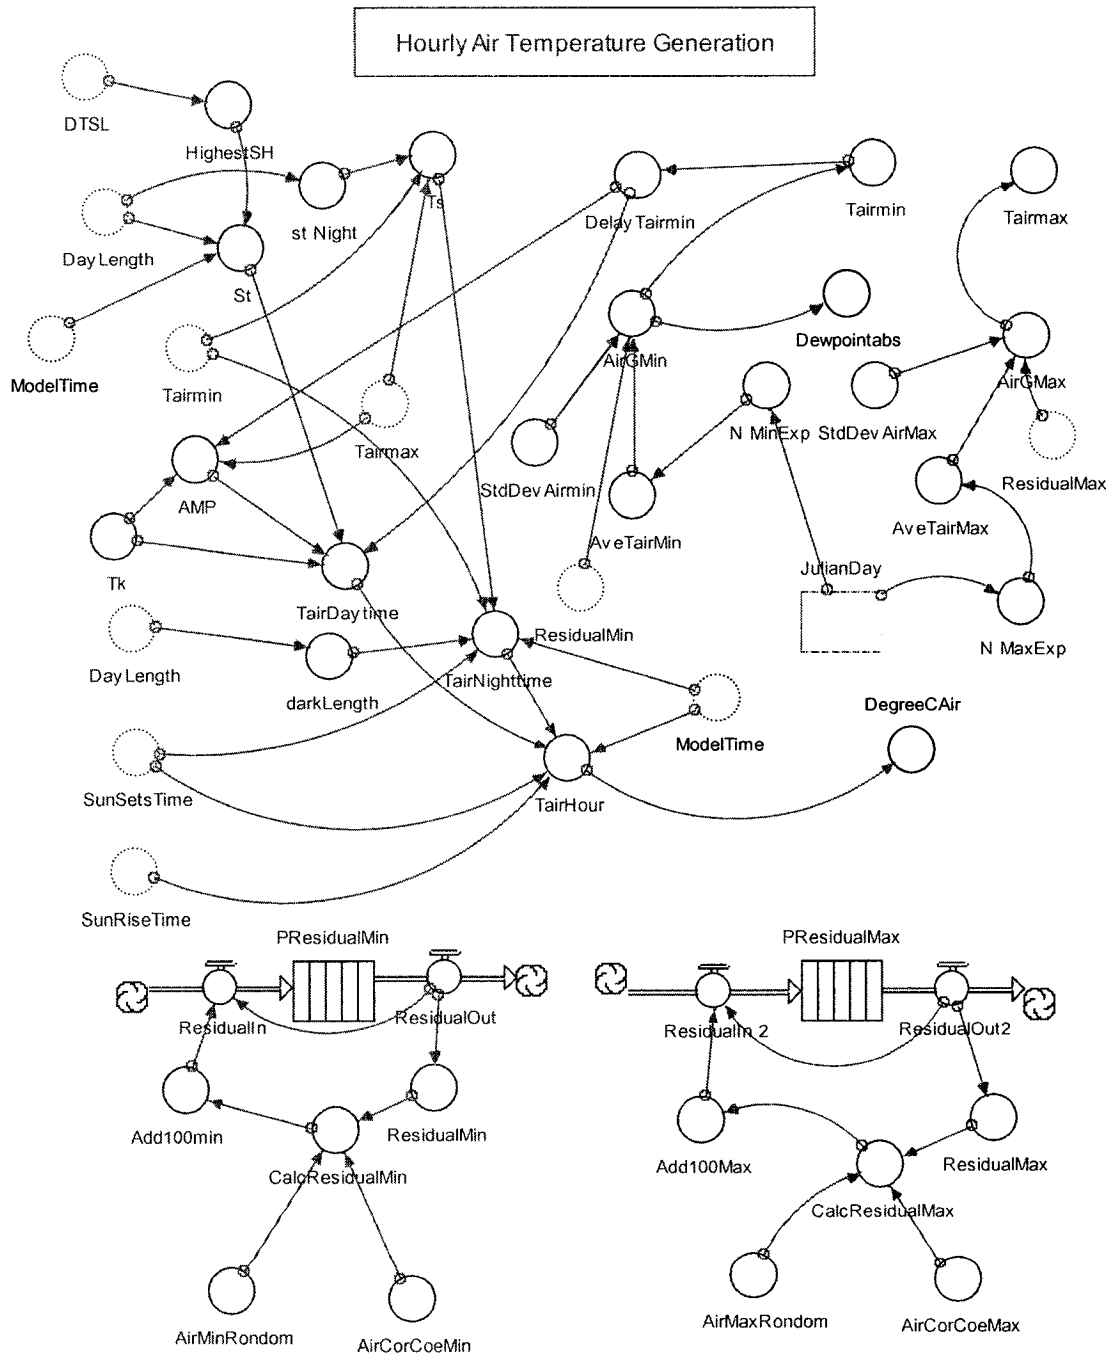 Hourly Air Temperature Generation
DTSL
HighestSH
Ts
st Night
Day Length
St
ModelTime
Tairmin
Tairmax
Delay Tairmin
Tairmin
Tairmax
Dewpointabs
AirGMin
AirGMax
N MinExp
StdDev AirMax
ResidualMax
StdDev Airmin
AveTairMin
AveTairMax
AMP
Tk
TairDaytime
JulianDay
ResidualMin
N MaxExp
Day Length
darkLength
TairNighttime
ModelTime
DegreeCAir
SunSetsTime
TairHour
SunRiseTime
PResidualMin
ResidualIn
ResidualOut
Add100min
ResidualMin
CalcResidualMin
AirMinRondom
AirCorCoeMin
PResidualMax
ResidualIn 2
ResidualOut2
Add100Max
ResidualMax
CalcResidualMax
AirMaxRondom
AirCorCoeMax